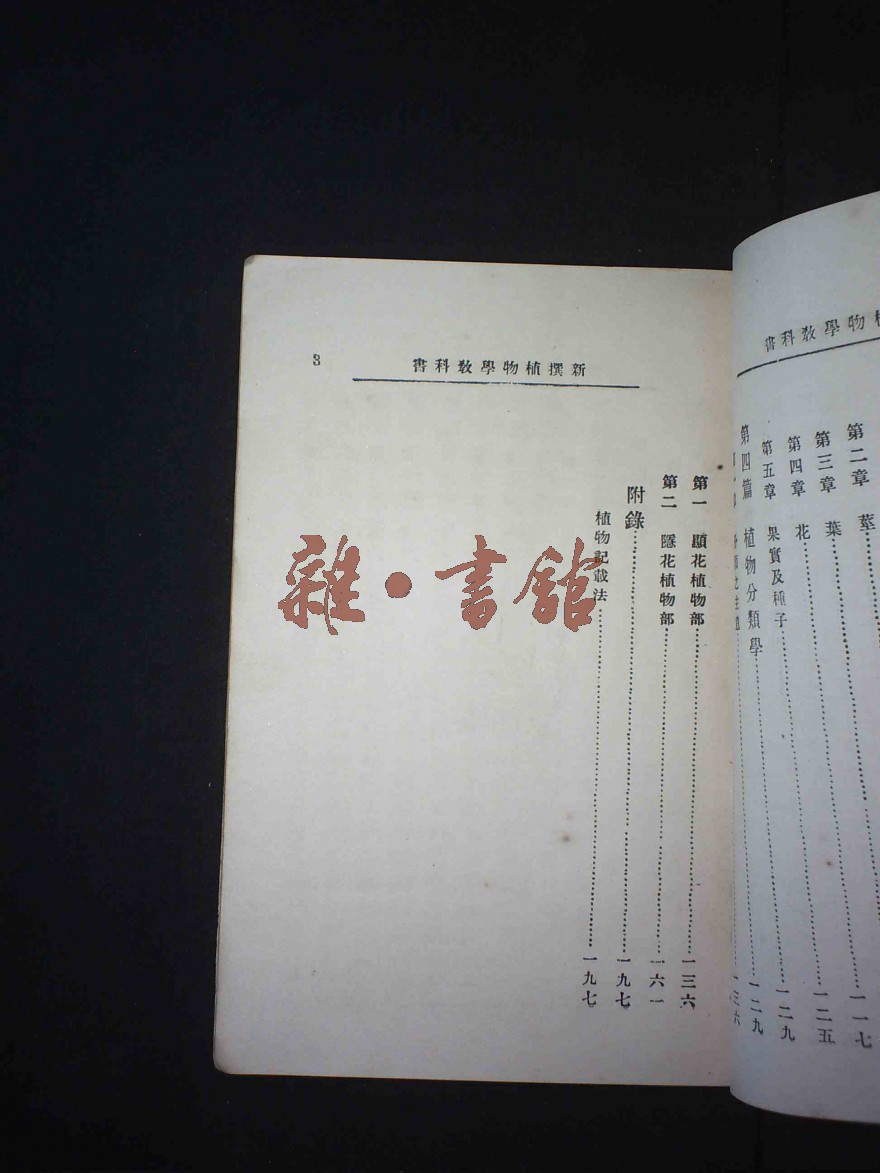 物學教科書
第二章 莖
第三章 葉……一一七
第四章 花……一二五
第五章 果實及種子……一二九
第四篇 植物分類學……一二九
一三六
新撰植物學教科書
3
第一 顯花植物部……一三六
第二 隱花植物部……一六一
附錄……一九七
植物記載法……一九七
雜·書館